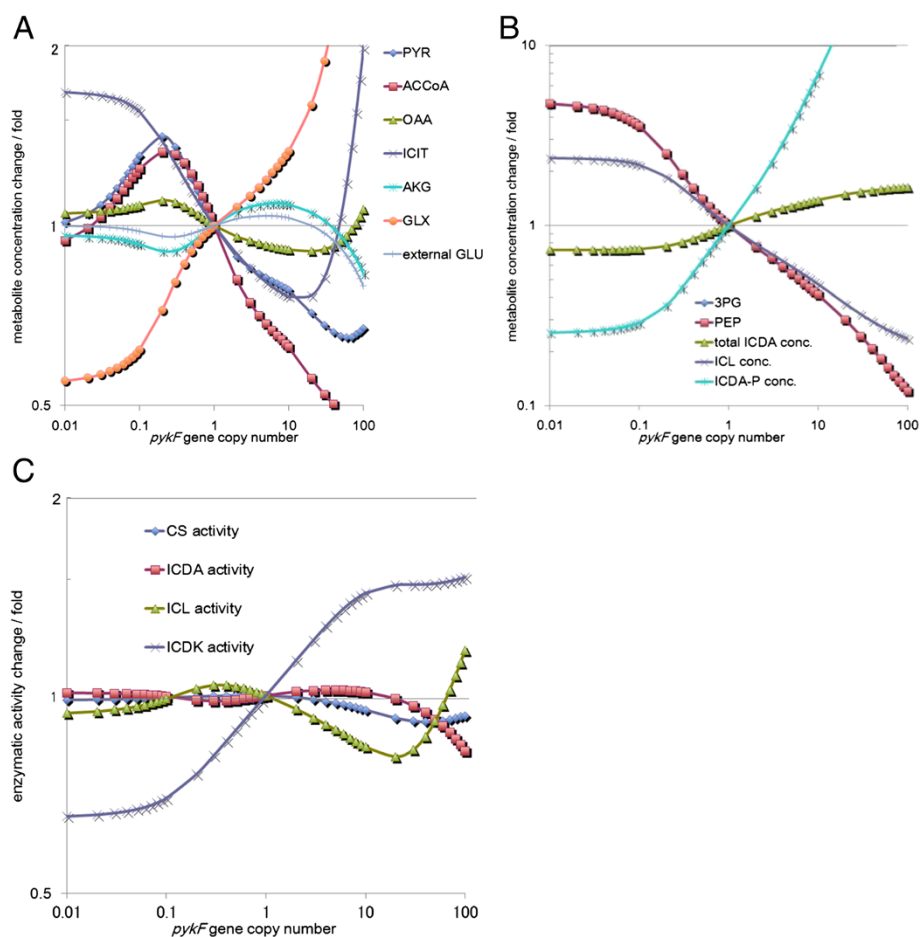 A
metabolite concentration change / fold
2
1
0.5
0.01
0.1
1
10
100
pykF gene copy number
PYR
ACCoA
OAA
ICIT
AKG
GLX
external GLU
B
metabolite concentration change / fold
10
1
0.1
0.01
0.1
1
10
100
pykF gene copy number
3PG
PEP
total ICDA conc.
ICL conc.
ICDA-P conc.
C
enzymatic activity change / fold
2
1
0.5
0.01
0.1
1
10
100
pykF gene copy number
CS activity
ICDA activity
ICL activity
ICDK activity